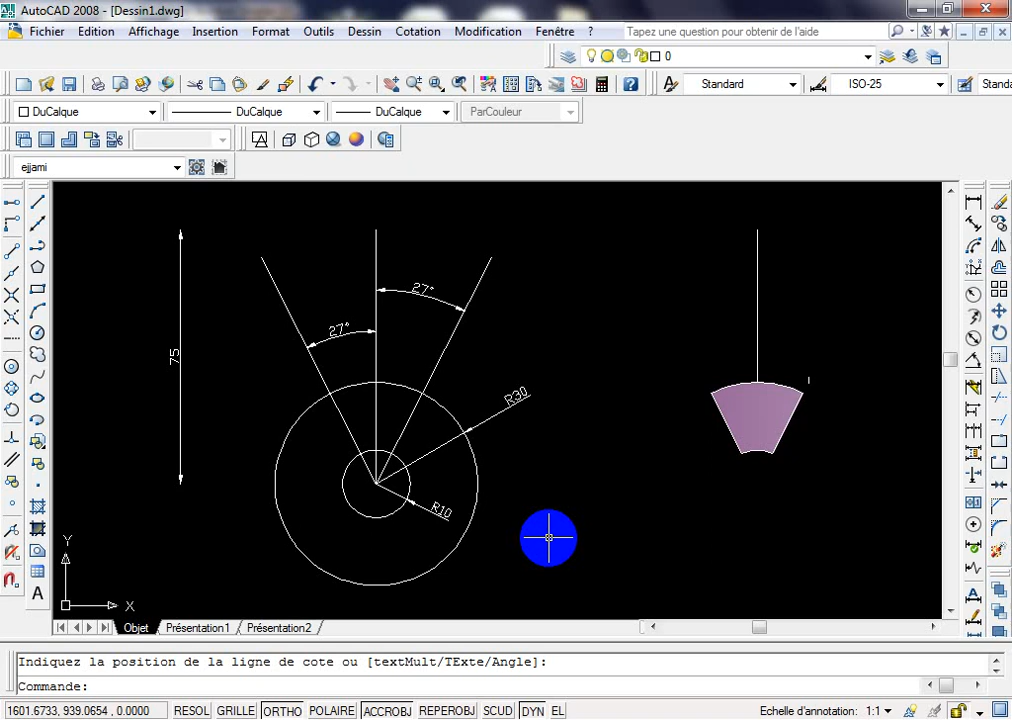 AutoCAD 2008 - [Dessin1.dwg]
Fichier Edition Affichage Insertion Format Outils Dessin Cotation Modification Fenêtre ? Tapez une question pour obtenir de l'aide
0
Standard ISO-25 Standa
DuCalque DuCalque DuCalque ParCouleur
ejjami
27°
27°
75
R30
R10
Y
X
A
Objet Présentation1 Présentation2
Indiquez la position de la ligne de cote ou [textMult/TExte/Angle]:
Commande:
1601.6733, 939.0654 , 0.0000 RESOL GRILLE ORTHO POLAIRE ACCROBJ REPEROBJ SCUD DYN EL Echelle d'annotation: 1:1